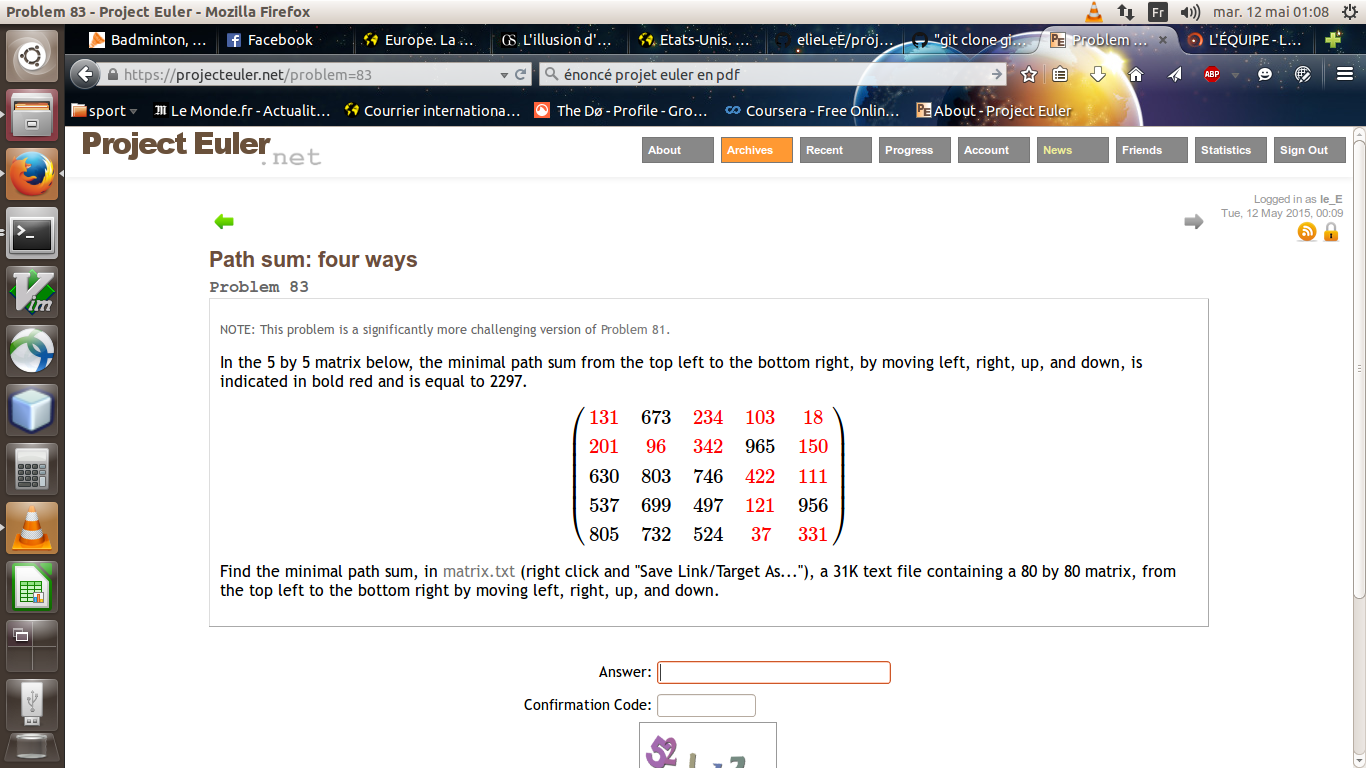 Problem 83 - Project Euler - Mozilla Firefox
Fr
mar. 12 mai 01:08
Badminton, ...
Facebook
Europe. La ...
GS L'illusion d'...
Etats-Unis. ...
elieLeE/proj...
"git clone gi...
PE Problem ...
L'ÉQUIPE - L...
https://projecteuler.net/problem=83
énoncé projet euler en pdf
ABP
sport
Le Monde.fr - Actualit...
Courrier internationa...
The Dø - Profile - Gro...
Coursera - Free Onlin...
PE About - Project Euler
Project Euler
.net
About
Archives
Recent
Progress
Account
News
Friends
Statistics
Sign Out
Logged in as le_E
Tue, 12 May 2015, 00:09
Path sum: four ways
Problem 83
NOTE: This problem is a significantly more challenging version of Problem 81.
In the 5 by 5 matrix below, the minimal path sum from the top left to the bottom right, by moving left, right, up, and down, is
indicated in bold red and is equal to 2297.
131 673 234 103 18
201 96 342 965 150
630 803 746 422 111
537 699 497 121 956
805 732 524 37 331
Find the minimal path sum, in matrix.txt (right click and "Save Link/Target As..."), a 31K text file containing a 80 by 80 matrix, from
the top left to the bottom right by moving left, right, up, and down.
Answer:
Confirmation Code: